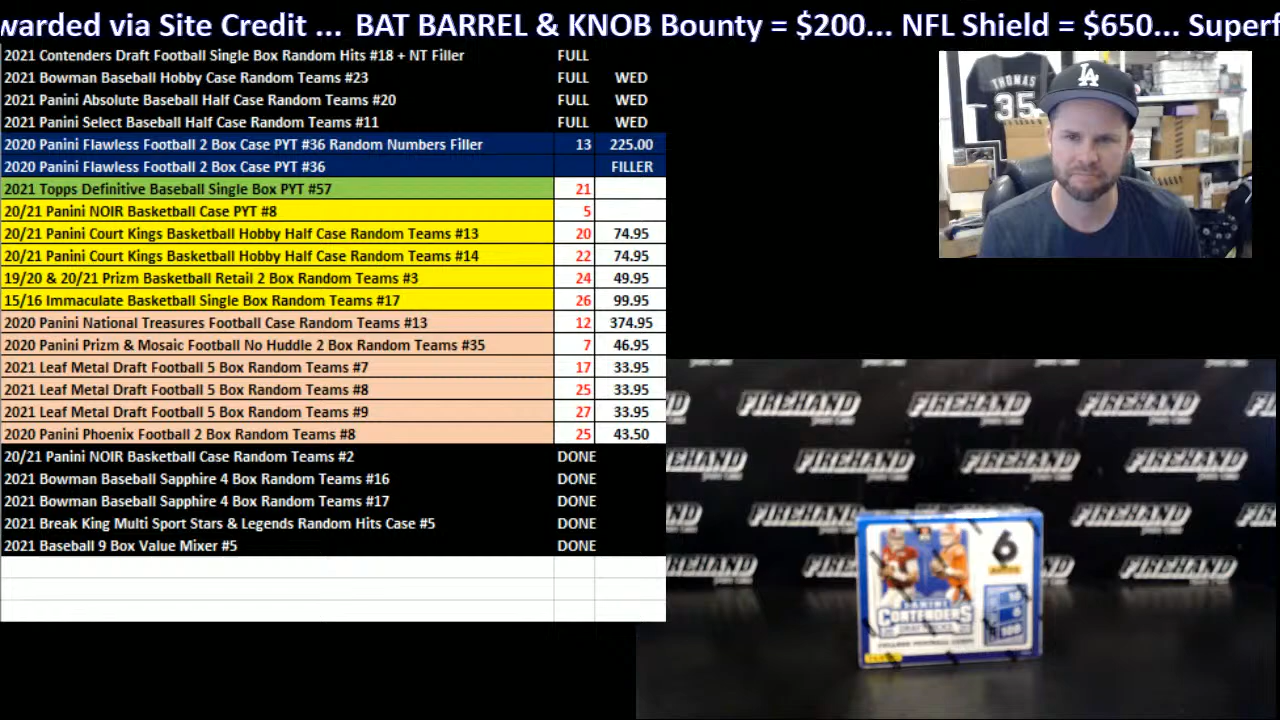 warded via Site Credit ... BAT BARREL & KNOB Bounty = $200... NFL Shield = $650... Superf
2021 Contenders Draft Football Single Box Random Hits #18 + NT Filler FULL
2021 Bowman Baseball Hobby Case Random Teams #23 FULL WED
2021 Panini Absolute Baseball Half Case Random Teams #20 FULL WED
2021 Panini Select Baseball Half Case Random Teams #11 FULL WED
2020 Panini Flawless Football 2 Box Case PYT #36 Random Numbers Filler 13 225.00
2020 Panini Flawless Football 2 Box Case PYT #36 FILLER
2021 Topps Definitive Baseball Single Box PYT #57 21
20/21 Panini NOIR Basketball Case PYT #8 5
20/21 Panini Court Kings Basketball Hobby Half Case Random Teams #13 20 74.95
20/21 Panini Court Kings Basketball Hobby Half Case Random Teams #14 22 74.95
19/20 & 20/21 Prizm Basketball Retail 2 Box Random Teams #3 24 49.95
15/16 Immaculate Basketball Single Box Random Teams #17 26 99.95
2020 Panini National Treasures Football Case Random Teams #13 12 374.95
2020 Panini Prizm & Mosaic Football No Huddle 2 Box Random Teams #35 7 46.95
2021 Leaf Metal Draft Football 5 Box Random Teams #7 17 33.95
2021 Leaf Metal Draft Football 5 Box Random Teams #8 25 33.95
2021 Leaf Metal Draft Football 5 Box Random Teams #9 27 33.95
2020 Panini Phoenix Football 2 Box Random Teams #8 25 43.50
20/21 Panini NOIR Basketball Case Random Teams #2 DONE
2021 Bowman Baseball Sapphire 4 Box Random Teams #16 DONE
2021 Bowman Baseball Sapphire 4 Box Random Teams #17 DONE
2021 Break King Multi Sport Stars & Legends Random Hits Case #5 DONE
2021 Baseball 9 Box Value Mixer #5 DONE
THOMAS
35
LA
FIREHAND FIREHAND FIREHAND
FIREHAND FIREHAND
FIREHAND
6
PANINI
CONTENDERS
DRAFT PICKS